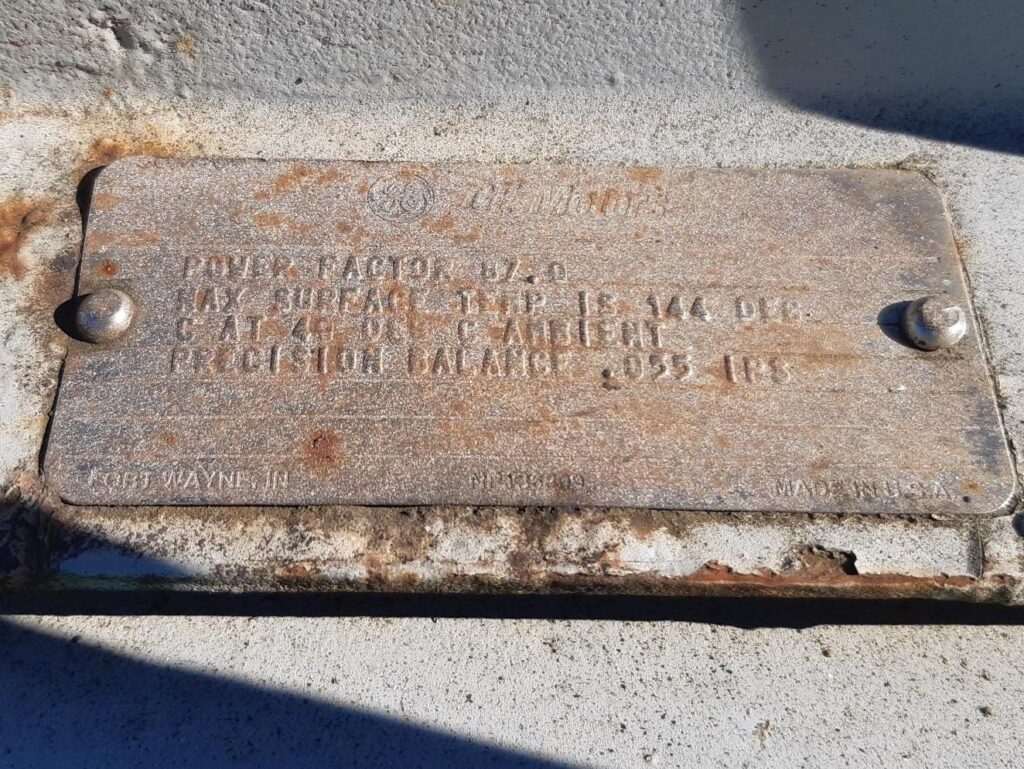 GE GE Motors
POWER FACTOR 87.0
MAX SURFACE TEMP IS 144 DEG
C AT 40 DEG C AMBIENT
PRECISION BALANCE .055 IPS
FORT WAYNE, IN
MADE IN U.S.A.